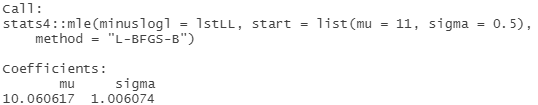 Call:
stats4::mle(minuslogl = lstLL, start = list(mu = 11, sigma = 0.5),
    method = "L-BFGS-B")

Coefficients:
       mu     sigma
10.060617  1.006074